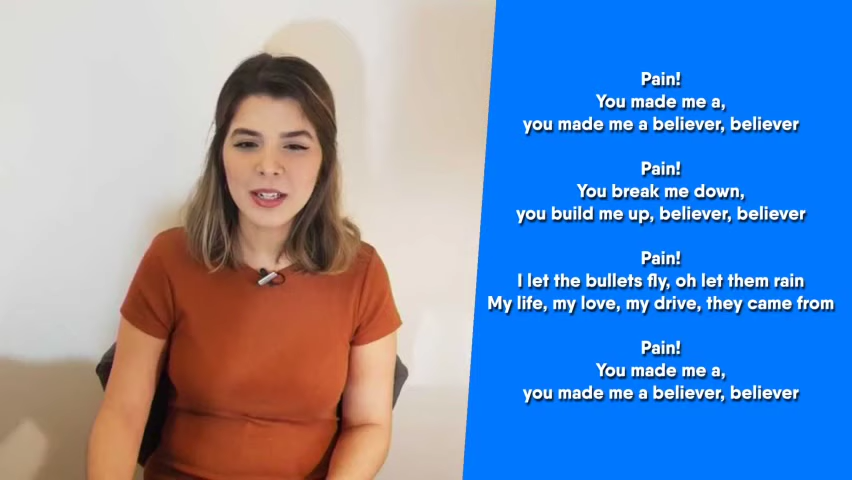 Pain!
You made me a,
you made me a believer, believer
Pain!
You break me down,
you build me up, believer, believer
Pain!
I let the bullets fly, oh let them rain
My life, my love, my drive, they came from
Pain!
You made me a,
you made me a believer, believer